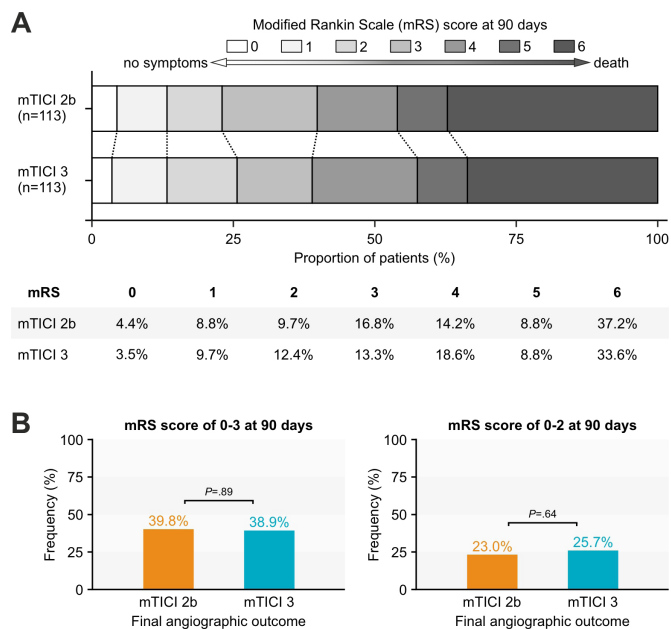 A
Modified Rankin Scale (mRS) score at 90 days
0 1 2 3 4 5 6
no symptoms death
mTICI 2b
(n=113)
mTICI 3
(n=113)
0 25 50 75 100
Proportion of patients (%)
mRS 0 1 2 3 4 5 6
mTICI 2b 4.4% 8.8% 9.7% 16.8% 14.2% 8.8% 37.2%
mTICI 3 3.5% 9.7% 12.4% 13.3% 18.6% 8.8% 33.6%
B
mRS score of 0-3 at 90 days
Frequency (%)
100
75
50
25
0
P=.89
39.8% 38.9%
mTICI 2b mTICI 3
Final angiographic outcome
mRS score of 0-2 at 90 days
Frequency (%)
100
75
50
25
0
P=.64
23.0% 25.7%
mTICI 2b mTICI 3
Final angiographic outcome